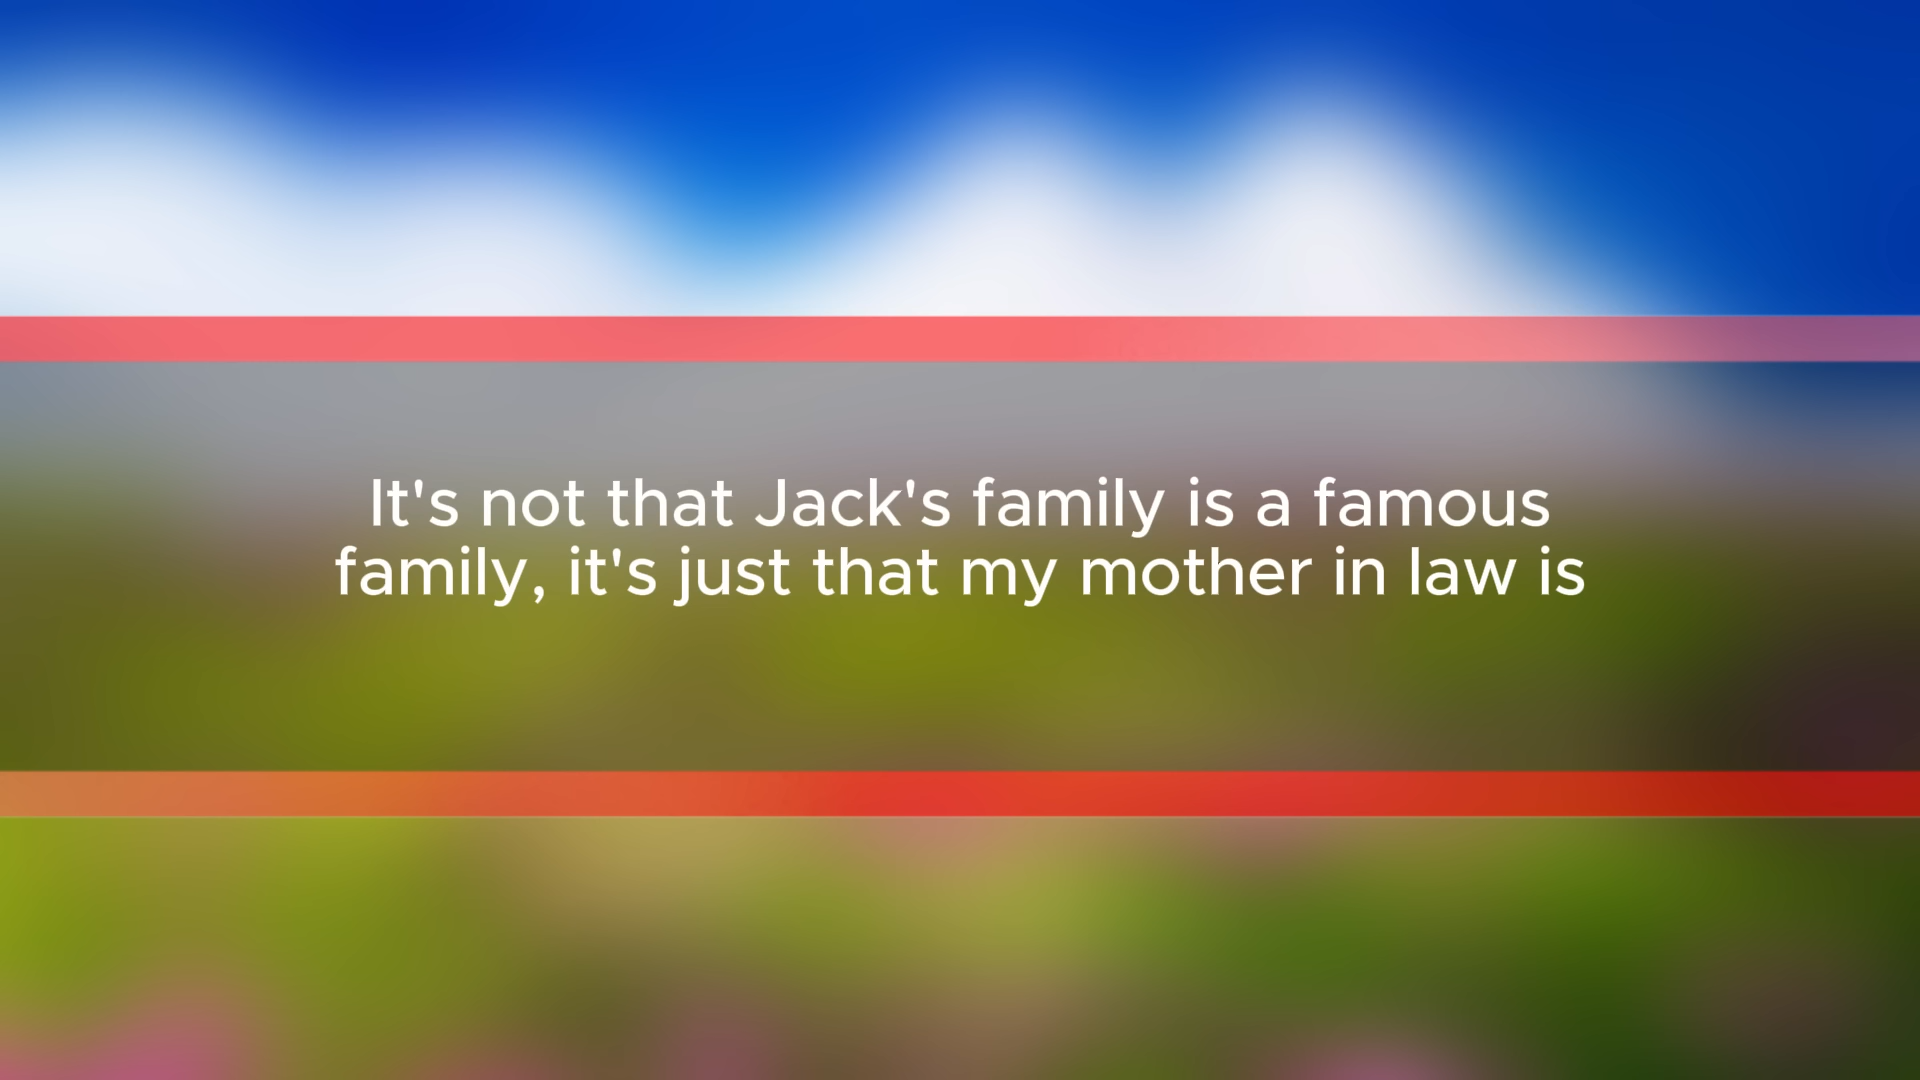 It's not that Jack's family is a famous
family, it's just that my mother in law is